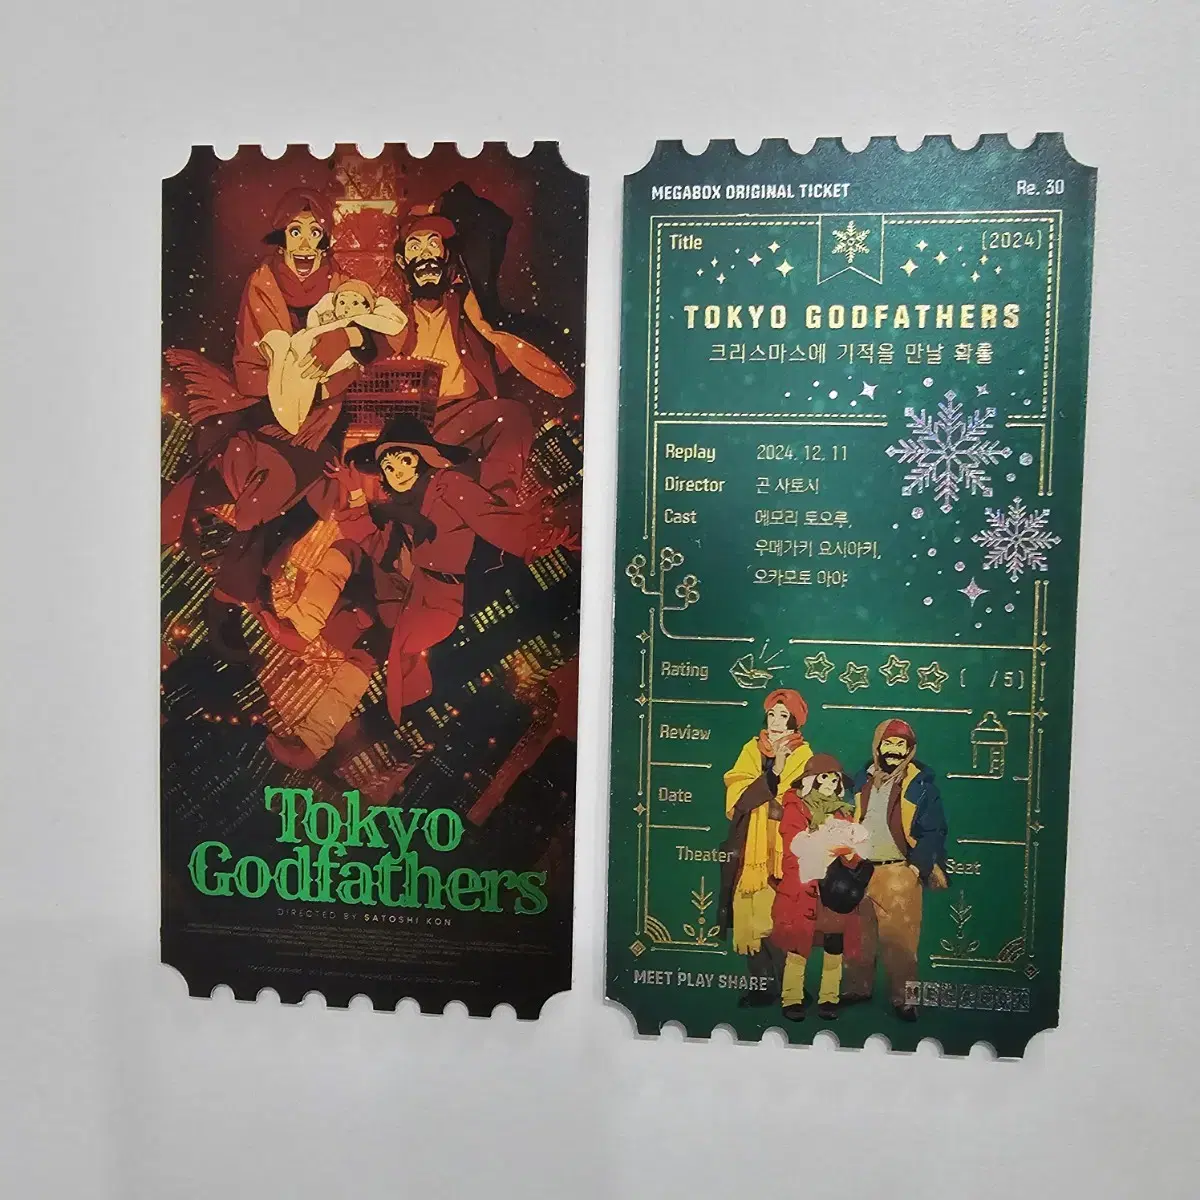 Tokyo
Godfathers
DIRECTED BY SATOSHI KON
MEGABOX ORIGINAL TICKET
Re. 30
Title
(2024)
TOKYO GODFATHERS
크리스마스에 기적을 만날 확률
Replay 2024. 12. 11
Director 곤 사토시
Cast 에모리 토오루,
우메가키 요시아키,
오카모토 아야
Rating ( /5)
Review
Date
Theater
Seat
MEET PLAY SHARE™
MEGABOX